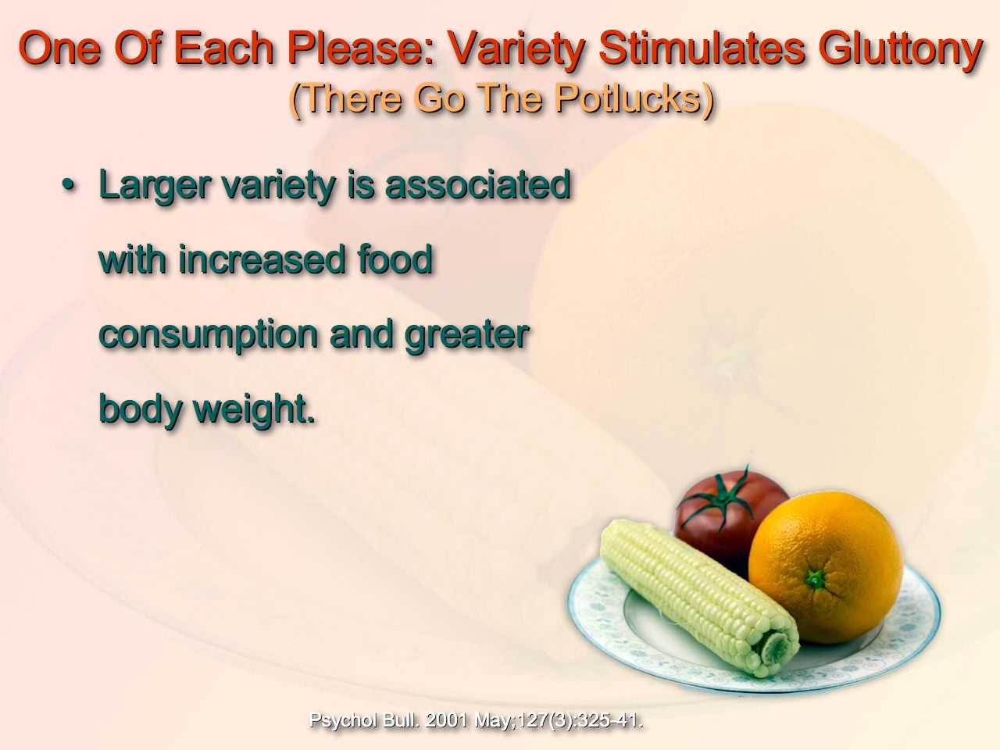 One Of Each Please: Variety Stimulates Gluttony
(There Go The Potlucks)
• Larger variety is associated
with increased food
consumption and greater
body weight.
Psychol Bull. 2001 May;127(3):325-41.